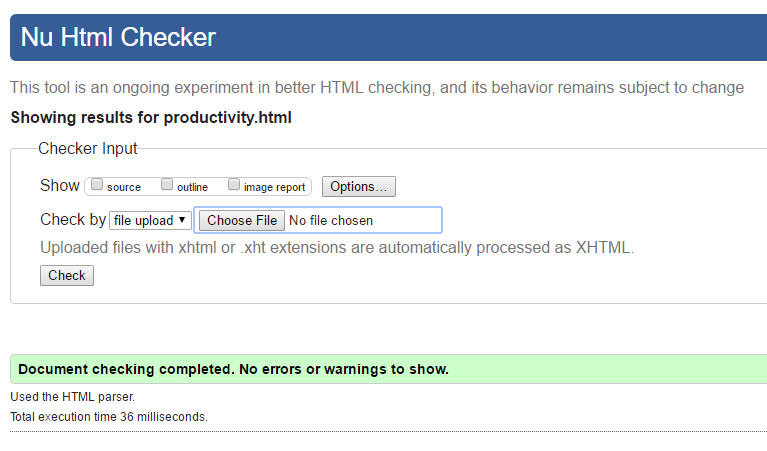 Nu Html Checker
This tool is an ongoing experiment in better HTML checking, and its behavior remains subject to change
Showing results for productivity.html
Checker Input
Show source outline image report Options...
Check by file upload Choose File No file chosen
Uploaded files with xhtml or .xht extensions are automatically processed as XHTML.
Check
Document checking completed. No errors or warnings to show.
Used the HTML parser.
Total execution time 36 milliseconds.